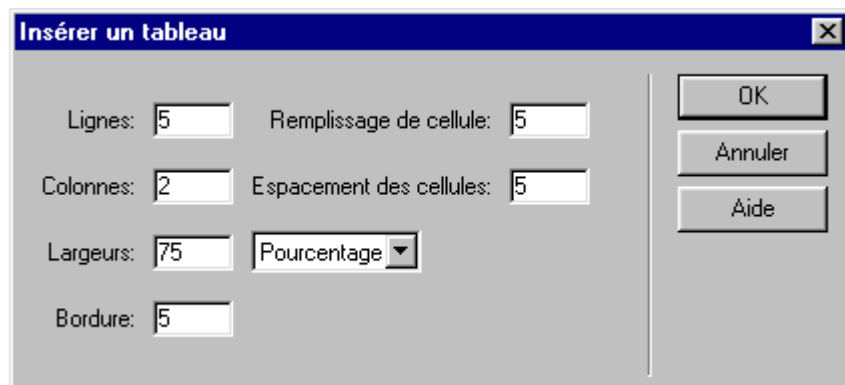 Insérer un tableau
Lignes: 5 Remplissage de cellule: 5
Colonnes: 2 Espacement des cellules: 5
Largeurs: 75 Pourcentage
Bordure: 5
OK
Annuler
Aide